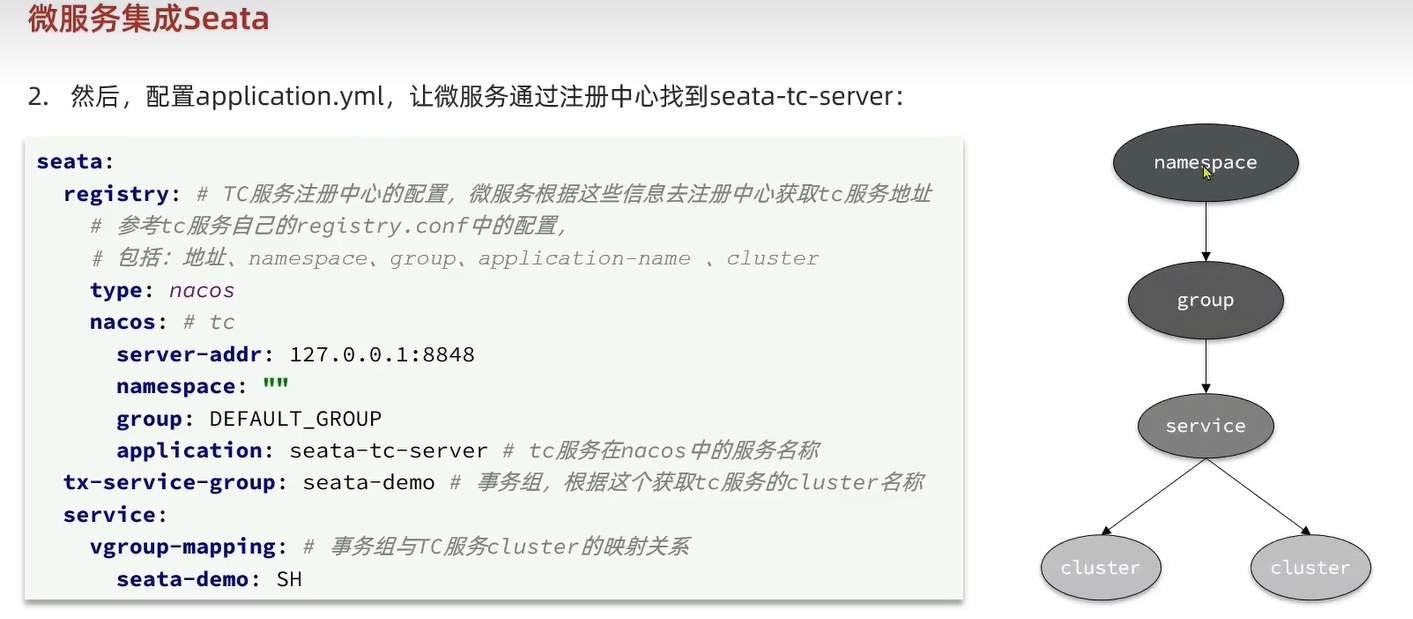 微服务集成Seata
2. 然后，配置application.yml，让微服务通过注册中心找到seata-tc-server：
seata:
  registry: # TC服务注册中心的配置，微服务根据这些信息去注册中心获取tc服务地址
    # 参考tc服务自己的registry.conf中的配置，
    # 包括：地址、namespace、group、application-name 、cluster
    type: nacos
    nacos: # tc
      server-addr: 127.0.0.1:8848
      namespace: ""
      group: DEFAULT_GROUP
      application: seata-tc-server # tc服务在nacos中的服务名称
  tx-service-group: seata-demo # 事务组，根据这个获取tc服务的cluster名称
  service:
    vgroup-mapping: # 事务组与TC服务cluster的映射关系
      seata-demo: SH
namespace
group
service
cluster
cluster